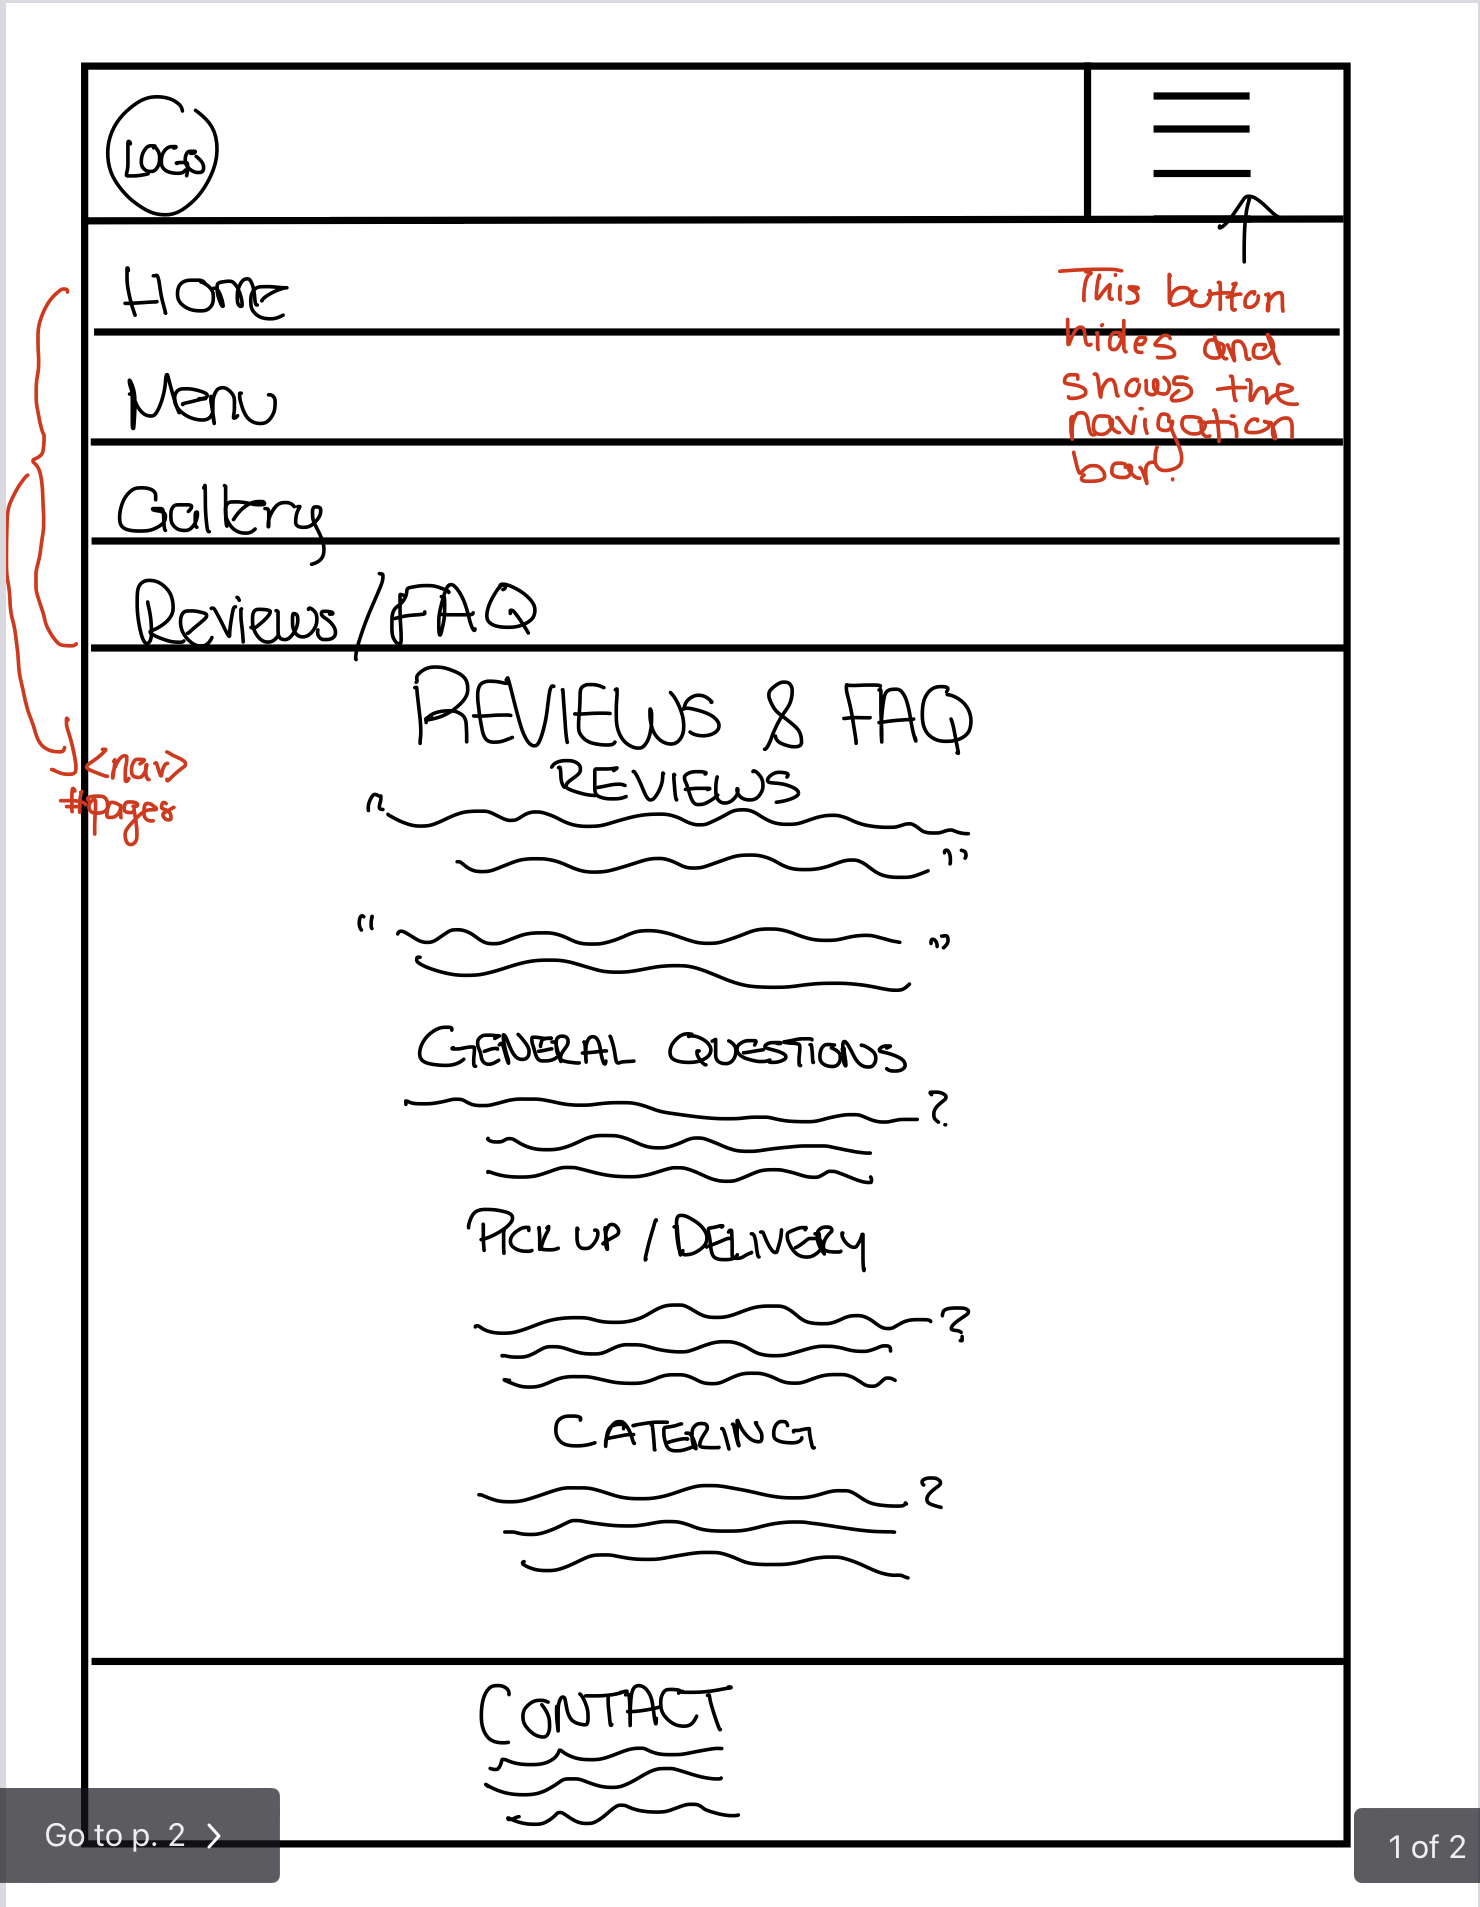 LOGO
Home
This button
hides and
shows the
navigation
bar.
Menu
Gallery
Reviews/FAQ
REVIEWS & FAQ
<nav>
#pages
REVIEWS
"
"
"
"
GENERAL QUESTIONS
?
PICK UP / DELIVERY
?
CATERING
?
CONTACT
Go to p. 2 >
1 of 2